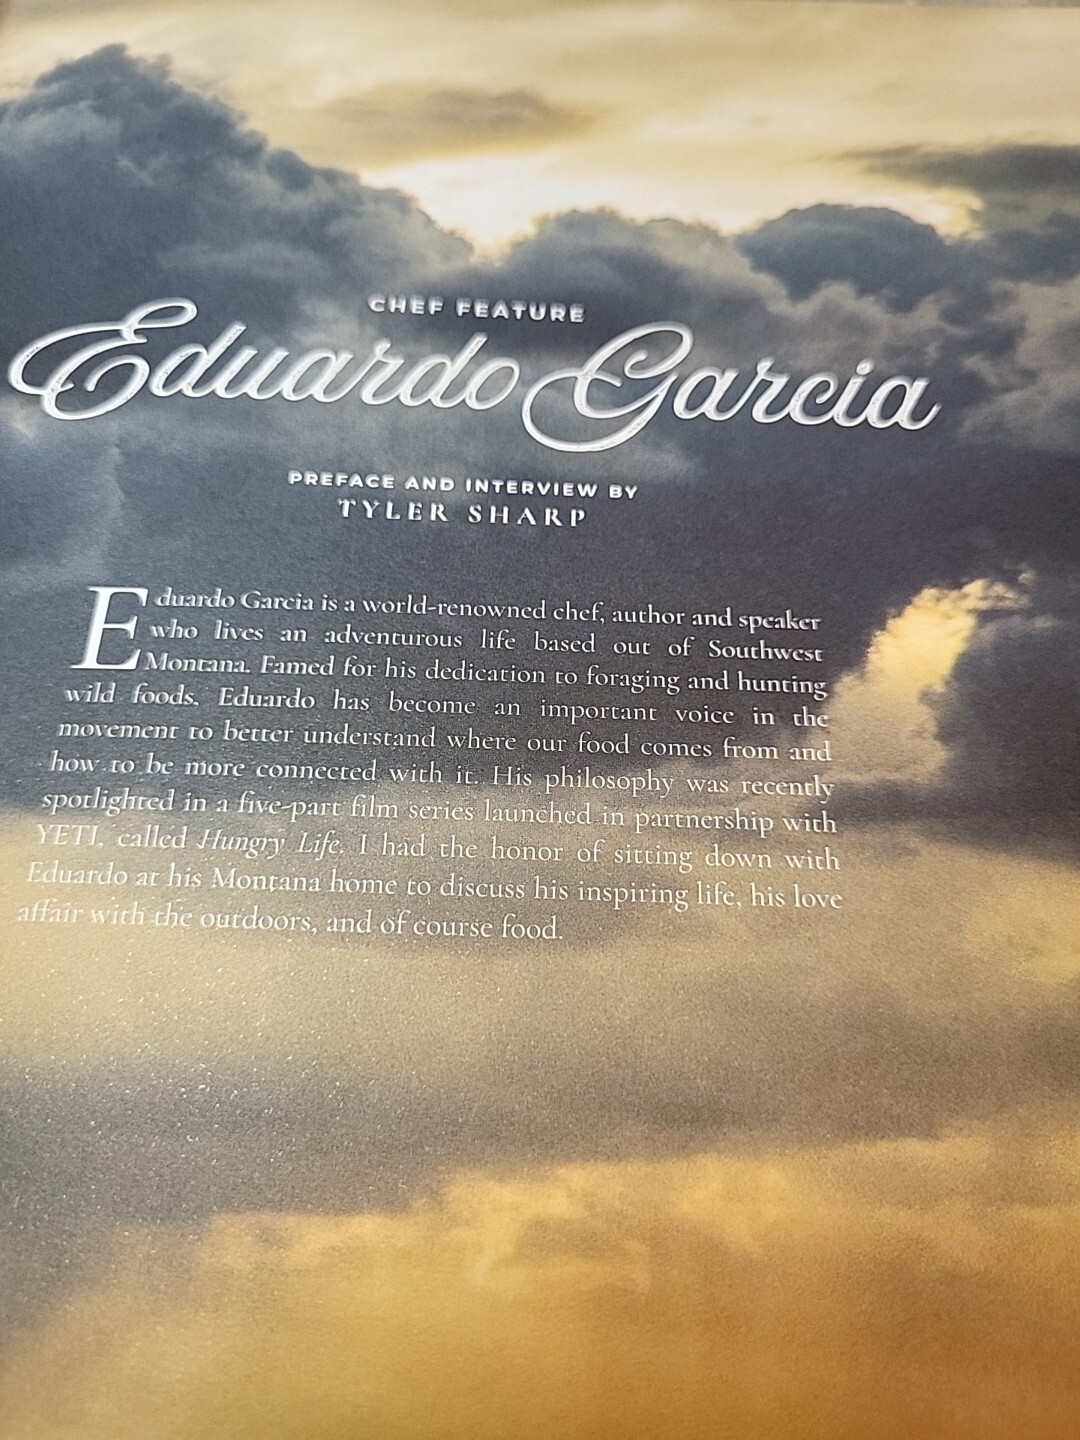 CHEF FEATURE
Eduardo Garcia
PREFACE AND INTERVIEW BY
TYLER SHARP
Eduardo Garcia is a world-renowned chef, author and speaker
who lives an adventurous life based out of Southwest
Montana. Famed for his dedication to foraging and hunting
wild foods, Eduardo has become an important voice in the
movement to better understand where our food comes from and
how to be more connected with it. His philosophy was recently
spotlighted in a five-part film series launched in partnership with
YETI, called Hungry Life. I had the honor of sitting down with
Eduardo at his Montana home to discuss his inspiring life, his love
affair with the outdoors, and of course food.